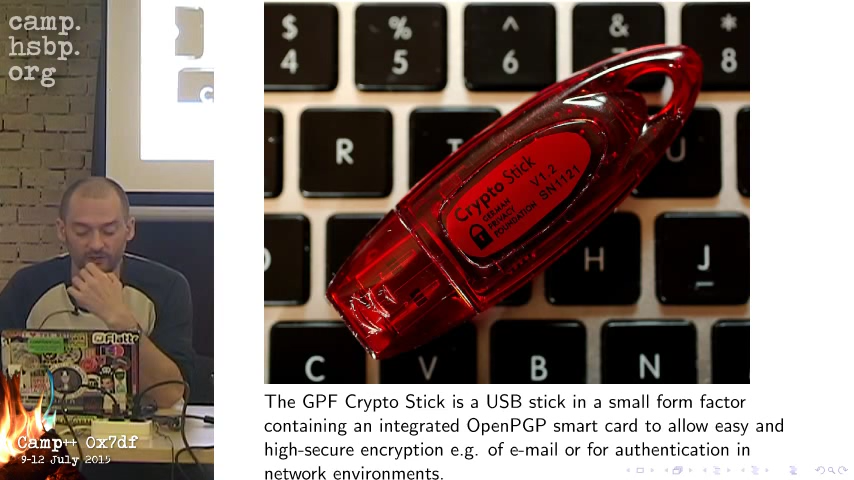 camp.
hsbp.
org
$ % ^ & *
4 5 6 7 8
R T U
H J
C V B N
Crypto Stick
GERMAN
PRIVACY
FOUNDATION
V1.2
SN1121
Flattr
Camp++ 0x7df
9-12 July 2015
The GPF Crypto Stick is a USB stick in a small form factor
containing an integrated OpenPGP smart card to allow easy and
high-secure encryption e.g. of e-mail or for authentication in
network environments.